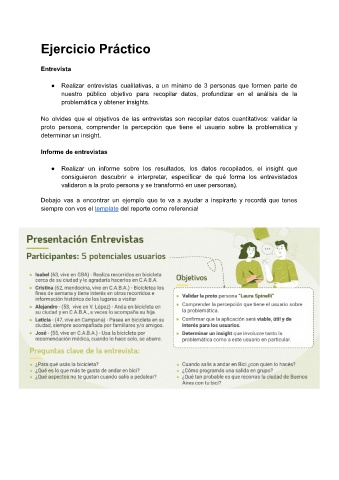 Ejercicio Práctico
Entrevista
● Realizar entrevistas cualitativas, a un mínimo de 3 personas que formen parte de
nuestro público objetivo para recopilar datos, profundizar en el análisis de la
problemática y obtener insights.
No olvides que el objetivos de las entrevistas son recopilar datos cuantitativos: validar la
proto persona, comprender la percepción que tiene el usuario sobre la problemática y
determinar un Insight.
Informe de entrevistas
● Realizar un informe sobre los resultados, los datos recopilados, el insight que
consiguieron descubrir e interpretar, especificar de qué forma los entrevistados
validaron a la proto persona y se transformó en user personas).
Debajo vas a encontrar un ejemplo que te va a ayudar a inspirarte y recordá que tenes
siempre con vos el template del reporte como referencia!
Presentación Entrevistas
Participantes: 5 potenciales usuarios
Isabel (63, vive en GBA) - Realiza recorridos en bicicleta
cerca de su ciudad y le agradaría hacerlos en C.A.B.A.
Cristina (62, mendocina, vive en C.A.B.A.) - Bicicletea los
fines de semana y tiene interés en otros recorridos e
información histórica de los lugares a visitar
Alejandro - (60, vive en V. López) - Anda en bicicleta en
su ciudad y en C.A.B.A., a veces lo acompaña su hija.
Leticia - (47, vive en Campana) - Pasea en bicicleta en su
ciudad, siempre acompañada por familiares y/o amigos.
José - (55, vive en C.A.B.A.) - Usa la bicicleta por
recomendación médica, cuando lo hace solo, se aburre
Objetivos
Validar la proto persona "Laura Spinelli"
Comprender la percepción que tiene el usuario sobre
la problemática.
Confirmar que la aplicación será viable, útil y de
interés para los usuarios.
Determinar un insight que involucre tanto la
problemática como a este usuario en particular.
Preguntas clave de la entrevista:
¿Para qué usás la bicicleta?
¿Qué es lo que más te gusta de andar en bici?
¿Qué aspectos no te gustan cuando salís a pedalear?
Cuando salís a andar en Bici ¿con quien lo hacés?
¿Cómo programás una salida en grupo?
¿Qué tan probable es que recorras la ciudad de Buenos
Aires con tu bici?